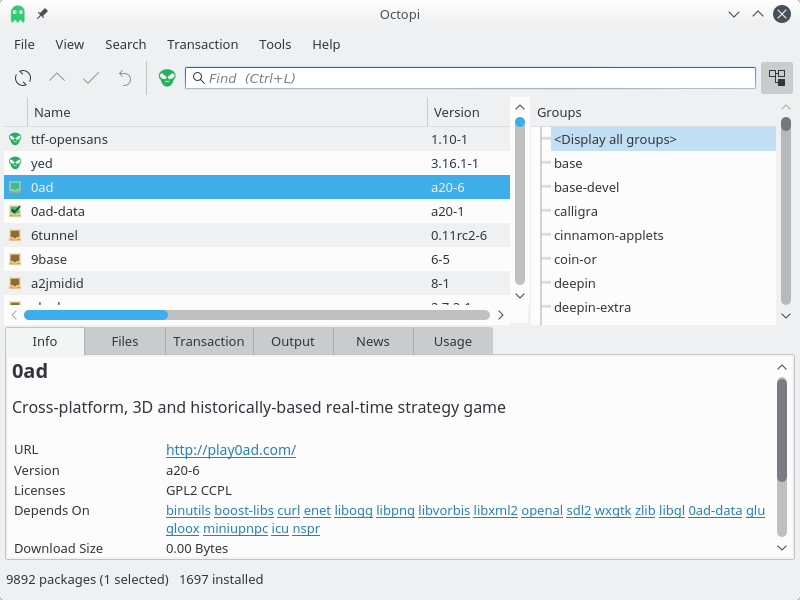 Octopi
File View Search Transaction Tools Help
Find (Ctrl+L)
Name Version
ttf-opensans 1.10-1
yed 3.16.1-1
0ad a20-6
0ad-data a20-1
6tunnel 0.11rc2-6
9base 6-5
a2jmidid 8-1
Groups
<Display all groups>
base
base-devel
calligra
cinnamon-applets
coin-or
deepin
deepin-extra
Info Files Transaction Output News Usage
0ad
Cross-platform, 3D and historically-based real-time strategy game
URL http://play0ad.com/
Version a20-6
Licenses GPL2 CCPL
Depends On binutils boost-libs curl enet libogg libpng libvorbis libxml2 openal sdl2 wxgtk zlib libgl 0ad-data glu
gloox miniupnpc icu nspr
Download Size 0.00 Bytes
9892 packages (1 selected) 1697 installed